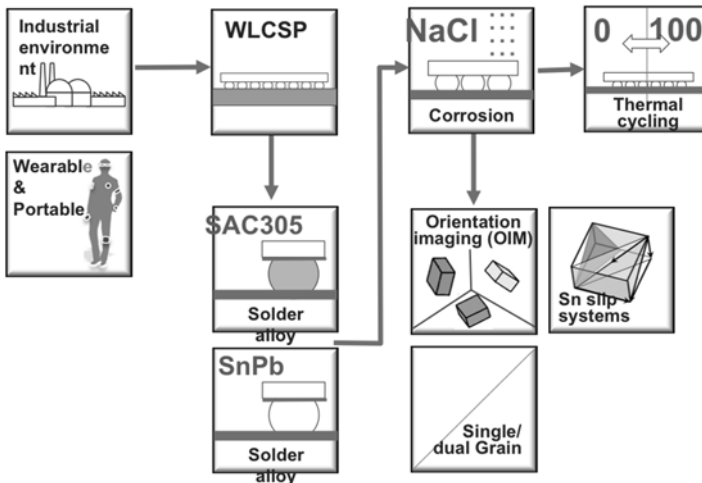 Industrial
environme
nt
WLCSP
NaCl
Corrosion
0 100
Thermal
cycling
Wearable
&
Portable
SAC305
Solder
alloy
Orientation
imaging (OIM)
Sn slip
systems
SnPb
Solder
alloy
Single/
dual Grain